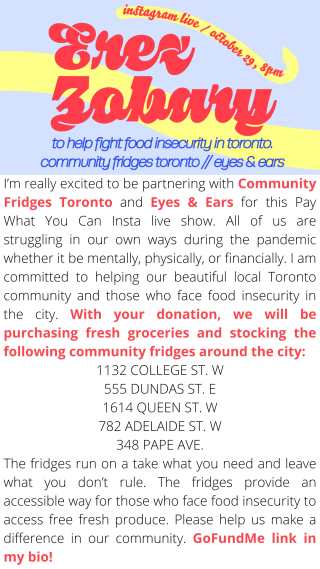 instagram live / october 29, 8pm
Erez
Zobary
to help fight food insecurity in toronto.
community fridges toronto // eyes & ears
I'm really excited to be partnering with Community
Fridges Toronto and Eyes & Ears for this Pay
What You Can Insta live show. All of us are
struggling in our own ways during the pandemic
whether it be mentally, physically, or financially. I am
committed to helping our beautiful local Toronto
community and those who face food insecurity in
the city. With your donation, we will be
purchasing fresh groceries and stocking the
following community fridges around the city:
1132 COLLEGE ST. W
555 DUNDAS ST. E
1614 QUEEN ST. W
782 ADELAIDE ST. W
348 PAPE AVE.
The fridges run on a take what you need and leave
what you don't rule. The fridges provide an
accessible way for those who face food insecurity to
access free fresh produce. Please help us make a
difference in our community. GoFundMe link in
my bio!